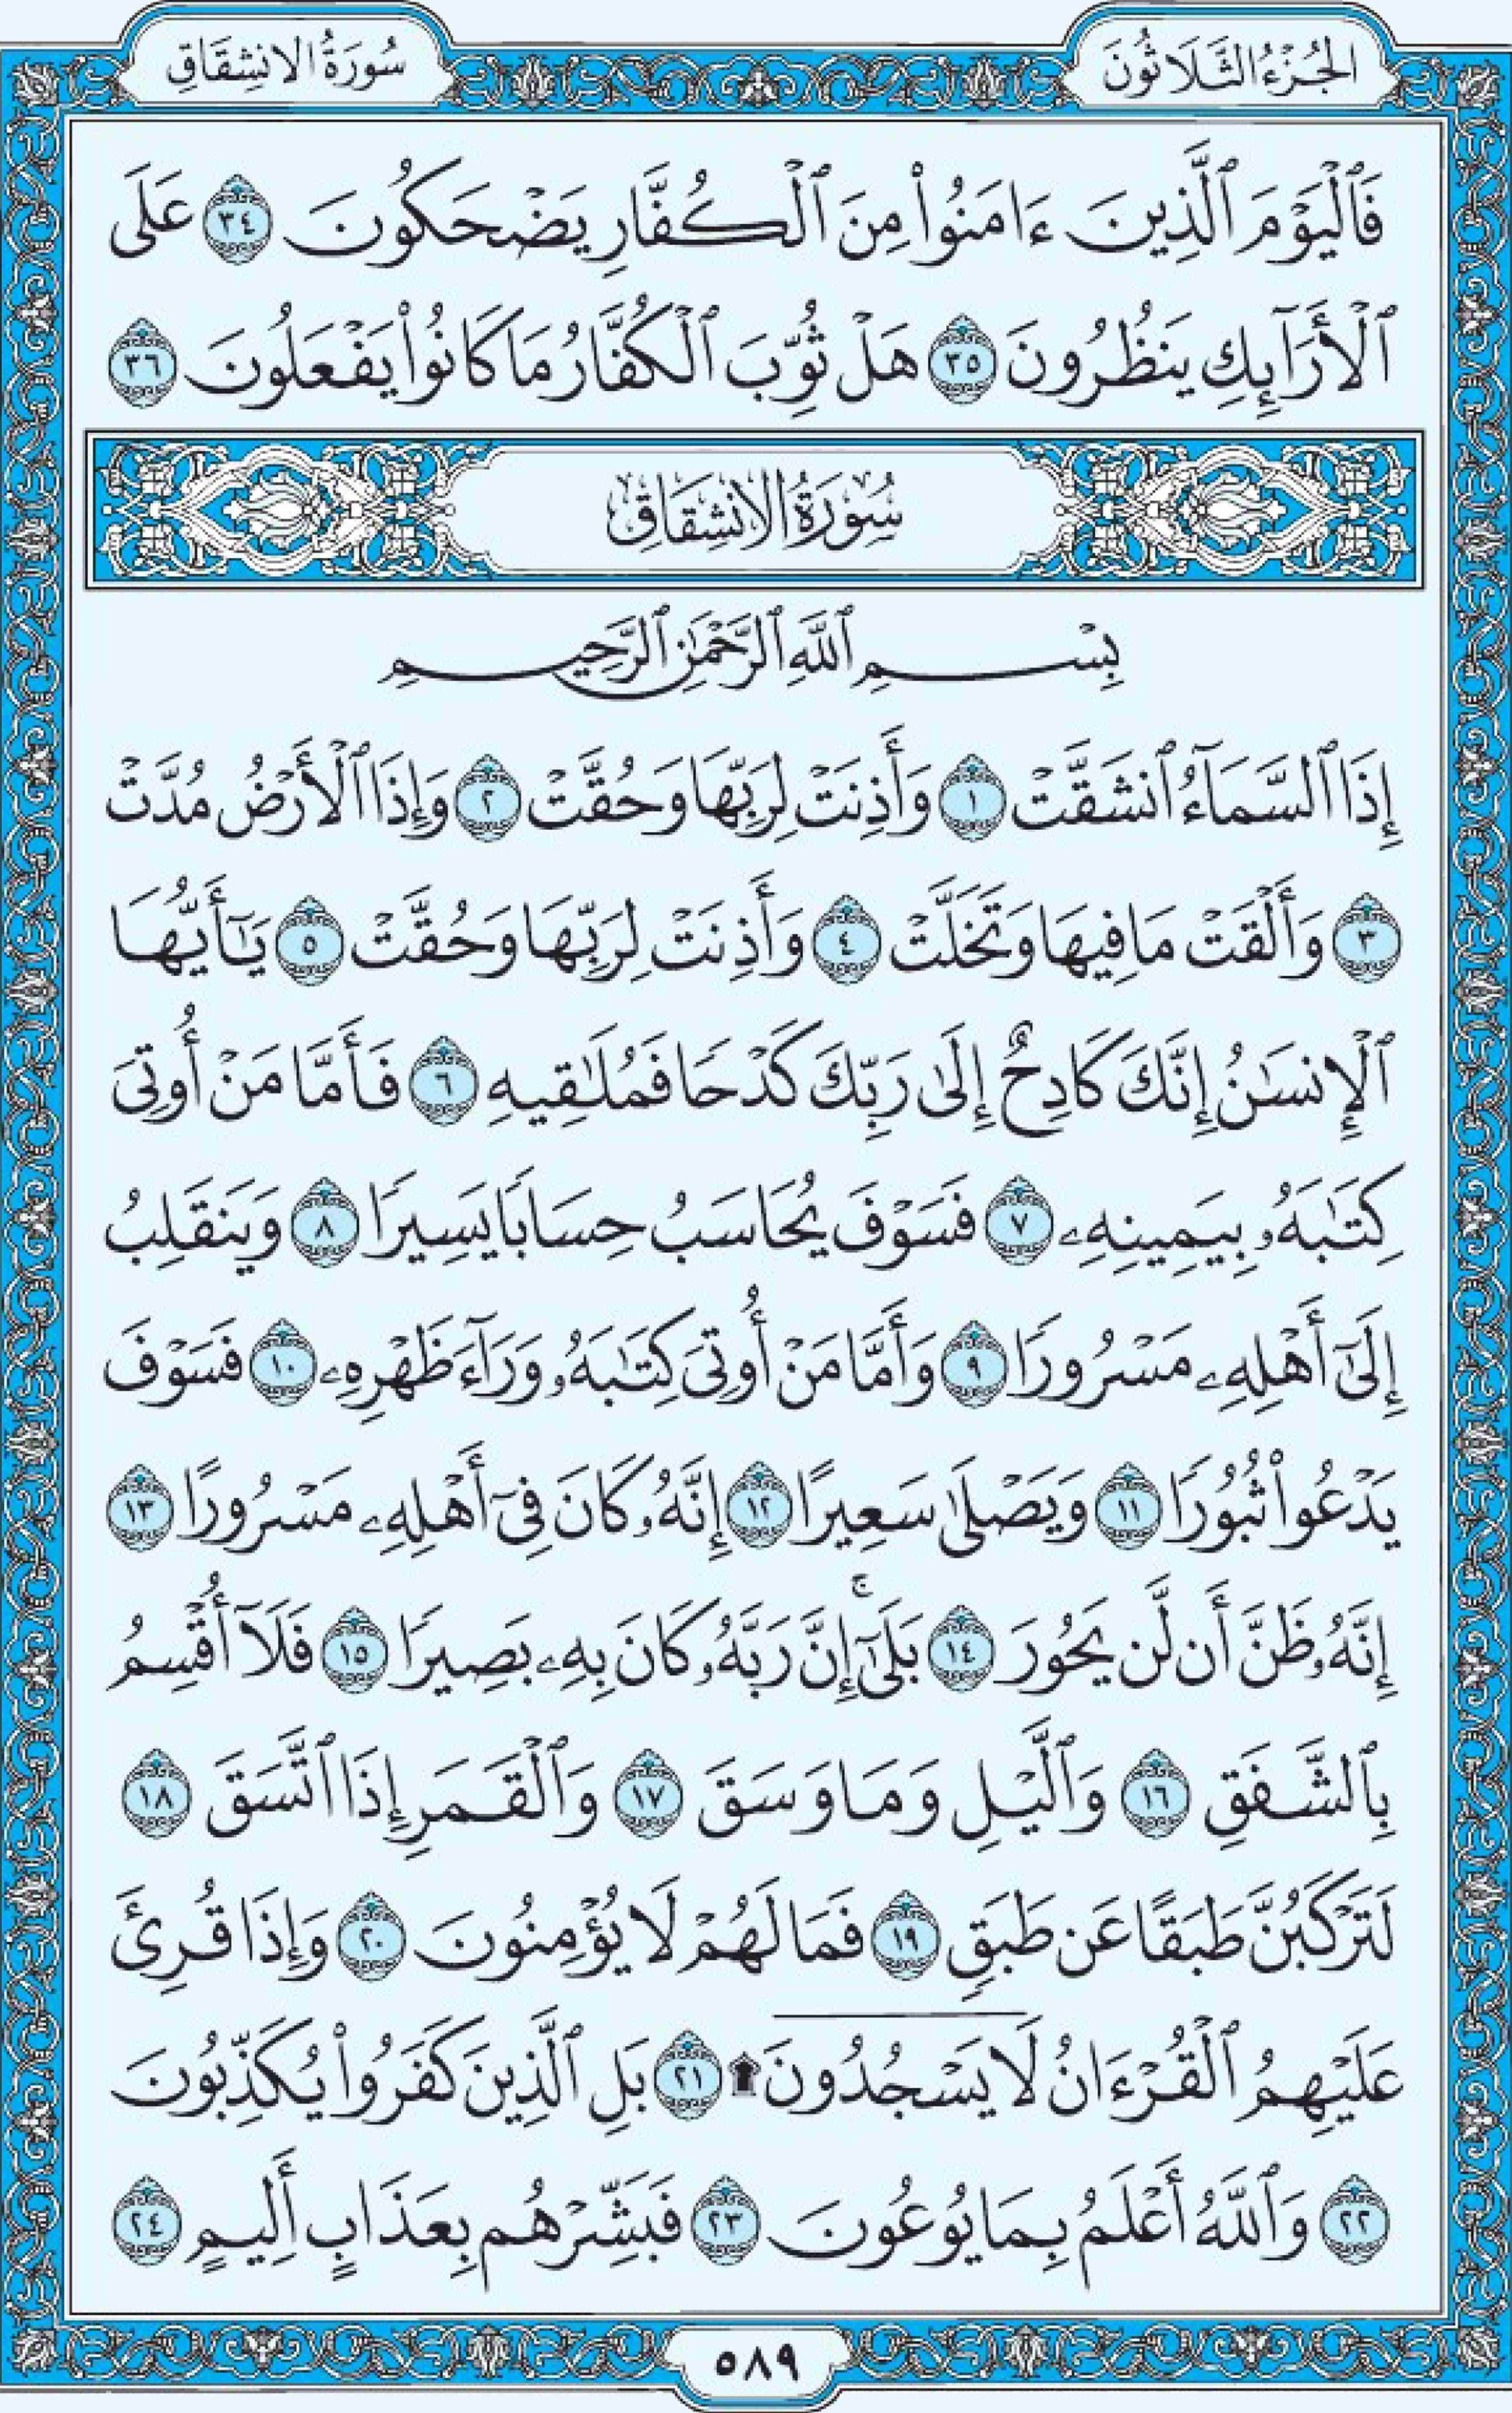 الجُزْءُ الثَّلَاثُونَ
سُورَةُ الانشِقَاقِ
فَٱلْيَوْمَ ٱلَّذِينَ ءَامَنُوا۟ مِنَ ٱلْكُفَّارِ يَضْحَكُونَ ٣٤ عَلَى
ٱلْأَرَآئِكِ يَنظُرُونَ ٣٥ هَلْ ثُوِّبَ ٱلْكُفَّارُ مَا كَانُوا۟ يَفْعَلُونَ ٣٦
سُورَةُ الانشِقَاقِ
بِسْمِ ٱللَّهِ ٱلرَّحْمَٰنِ ٱلرَّحِيمِ
إِذَا ٱلسَّمَآءُ ٱنشَقَّتْ ١ وَأَذِنَتْ لِرَبِّهَا وَحُقَّتْ ٢ وَإِذَا ٱلْأَرْضُ مُدَّتْ
٣ وَأَلْقَتْ مَا فِيهَا وَتَخَلَّتْ ٤ وَأَذِنَتْ لِرَبِّهَا وَحُقَّتْ ٥ يَٰٓأَيُّهَا
ٱلْإِنسَٰنُ إِنَّكَ كَادِحٌ إِلَىٰ رَبِّكَ كَدْحًا فَمُلَٰقِيهِ ٦ فَأَمَّا مَنْ أُوتِىَ
كِتَٰبَهُۥ بِيَمِينِهِۦ ٧ فَسَوْفَ يُحَاسَبُ حِسَابًا يَسِيرًا ٨ وَيَنقَلِبُ
إِلَىٰٓ أَهْلِهِۦ مَسْرُورًا ٩ وَأَمَّا مَنْ أُوتِىَ كِتَٰبَهُۥ وَرَآءَ ظَهْرِهِۦ ١٠ فَسَوْفَ
يَدْعُوا۟ ثُبُورًا ١١ وَيَصْلَىٰ سَعِيرًا ١٢ إِنَّهُۥ كَانَ فِىٓ أَهْلِهِۦ مَسْرُورًا ١٣
إِنَّهُۥ ظَنَّ أَن لَّن يَحُورَ ١٤ بَلَىٰٓ ۚ إِنَّ رَبَّهُۥ كَانَ بِهِۦ بَصِيرًا ١٥ فَلَآ أُقْسِمُ
بِٱلشَّفَقِ ١٦ وَٱلَّيْلِ وَمَا وَسَقَ ١٧ وَٱلْقَمَرِ إِذَا ٱتَّسَقَ ١٨
لَتَرْكَبُنَّ طَبَقًا عَن طَبَقٍ ١٩ فَمَا لَهُمْ لَا يُؤْمِنُونَ ٢٠ وَإِذَا قُرِئَ
عَلَيْهِمُ ٱلْقُرْءَانُ لَا يَسْجُدُونَ ۩ ٢١ بَلِ ٱلَّذِينَ كَفَرُوا۟ يُكَذِّبُونَ
٢٢ وَٱللَّهُ أَعْلَمُ بِمَا يُوعُونَ ٢٣ فَبَشِّرْهُم بِعَذَابٍ أَلِيمٍ ٢٤
٥٨٩